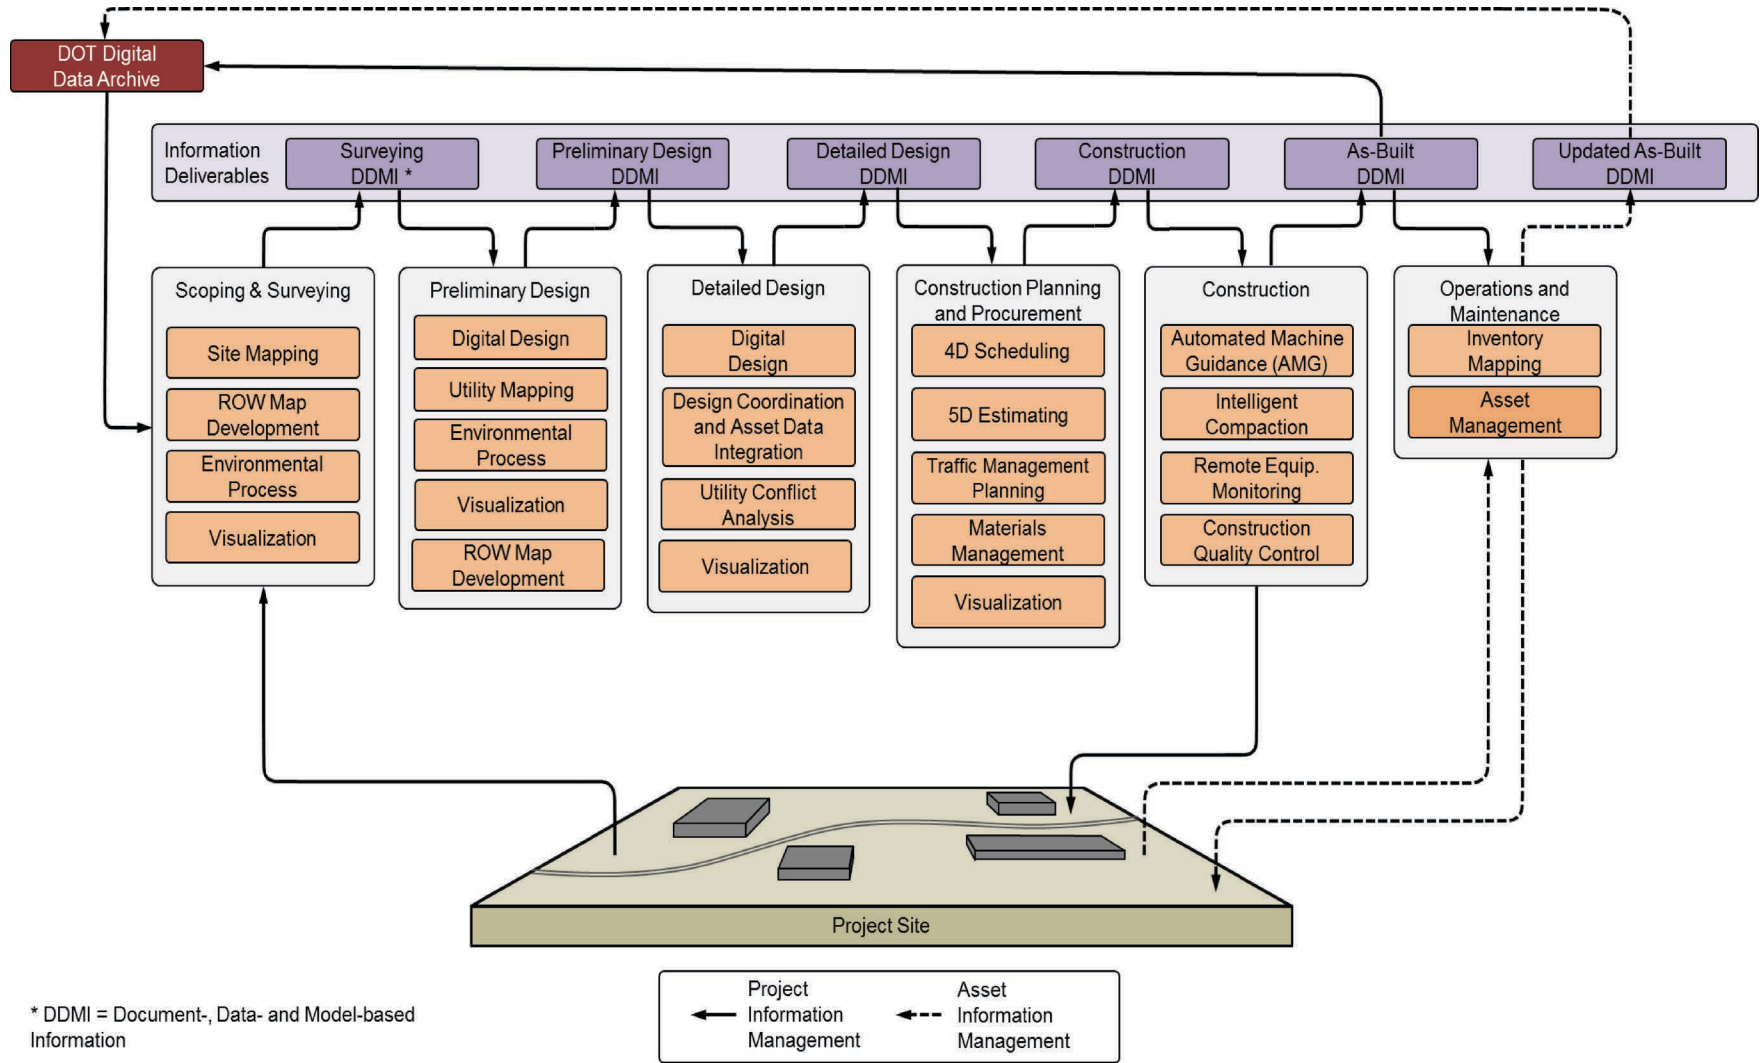 DOT Digital
Data Archive
Information
Deliverables
Surveying
DDMI *
Preliminary Design
DDMI
Detailed Design
DDMI
Construction
DDMI
As-Built
DDMI
Updated As-Built
DDMI
Scoping & Surveying
Site Mapping
ROW Map
Development
Environmental
Process
Visualization
Preliminary Design
Digital Design
Utility Mapping
Environmental
Process
Visualization
ROW Map
Development
Detailed Design
Digital
Design
Design Coordination
and Asset Data
Integration
Utility Conflict
Analysis
Visualization
Construction Planning
and Procurement
4D Scheduling
5D Estimating
Traffic Management
Planning
Materials
Management
Visualization
Construction
Automated Machine
Guidance (AMG)
Intelligent
Compaction
Remote Equip.
Monitoring
Construction
Quality Control
Operations and
Maintenance
Inventory
Mapping
Asset
Management
Project Site
* DDMI = Document-, Data- and Model-based
Information
Project
Information
Management
Asset
Information
Management